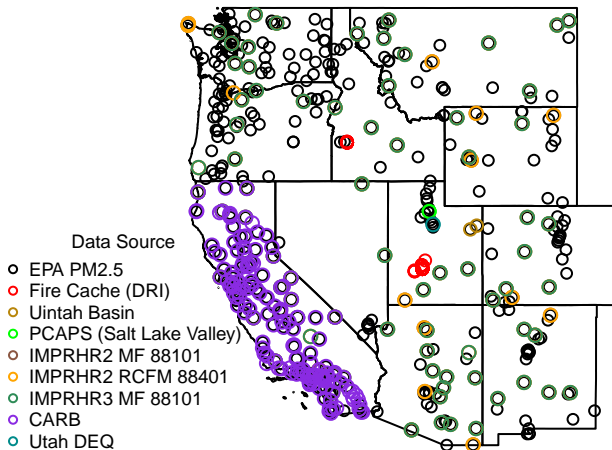 Data Source
EPA PM2.5
Fire Cache (DRI)
Uintah Basin
PCAPS (Salt Lake Valley)
IMPRHR2 MF 88101
IMPRHR2 RCFM 88401
IMPRHR3 MF 88101
CARB
Utah DEQ